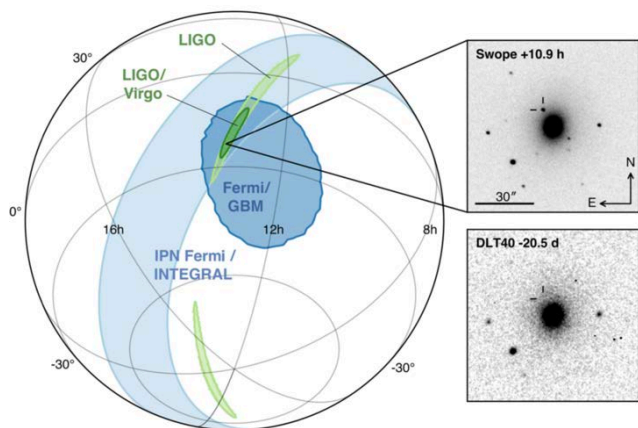 30°
LIGO
LIGO/
Virgo
Fermi/
GBM
0°
16h
12h
8h
IPN Fermi /
INTEGRAL
-30°
-30°
Swope +10.9 h
N
E
30"
DLT40 -20.5 d